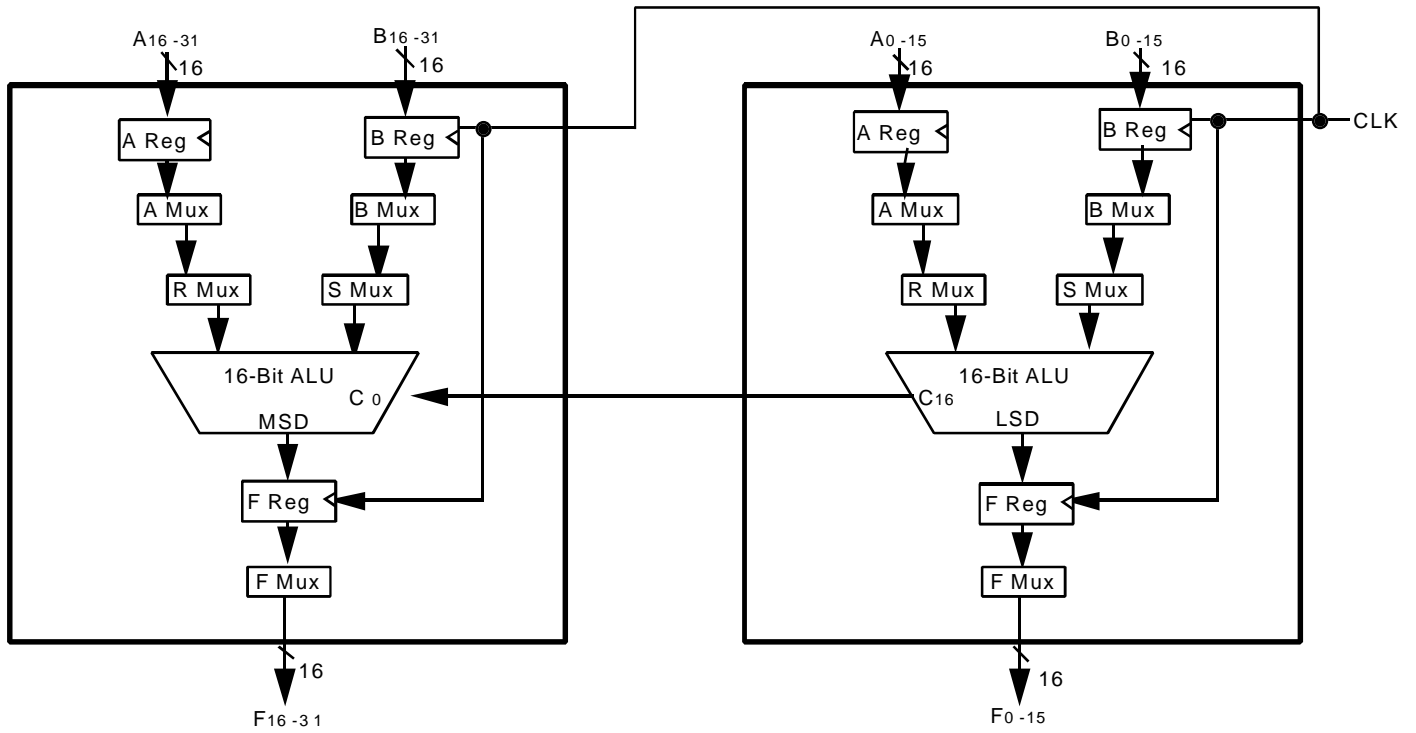 A16-31
B16-31
A0-15
B0-15
16
16
16
16
CLK
A Reg
B Reg
A Reg
B Reg
A Mux
B Mux
A Mux
B Mux
R Mux
S Mux
R Mux
S Mux
16-Bit ALU
C 0
MSD
16-Bit ALU
C16
LSD
F Reg
F Reg
F Mux
F Mux
16
16
F16-31
F0-15